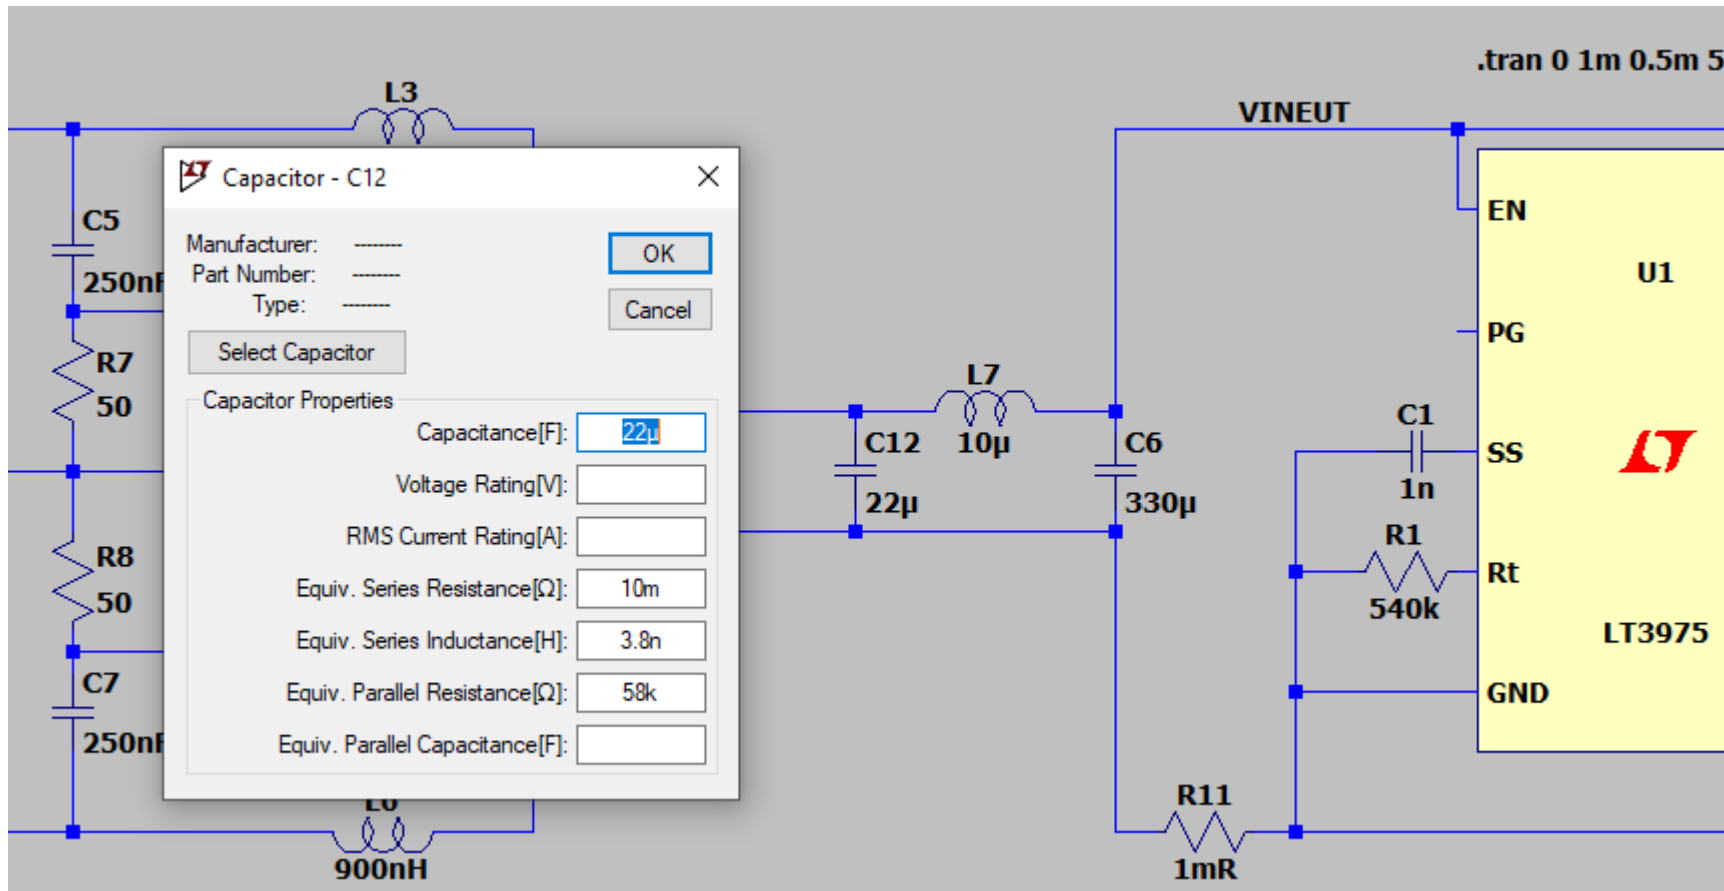 .tran 0 1m 0.5m 5
L3
VINEUT
Capacitor - C12
C5
250nF
R7
50
R8
50
C7
250nF
Manufacturer: --------
Part Number: --------
Type: --------
OK
Cancel
Select Capacitor
Capacitor Properties
Capacitance[F]: 22µ
Voltage Rating[V]:
RMS Current Rating[A]:
Equiv. Series Resistance[Ω]: 10m
Equiv. Series Inductance[H]: 3.8n
Equiv. Parallel Resistance[Ω]: 58k
Equiv. Parallel Capacitance[F]:
L6
900nH
C12
22µ
L7
10µ
C6
330µ
R11
1mR
C1
1n
R1
540k
EN
U1
PG
SS
Rt
LT3975
GND